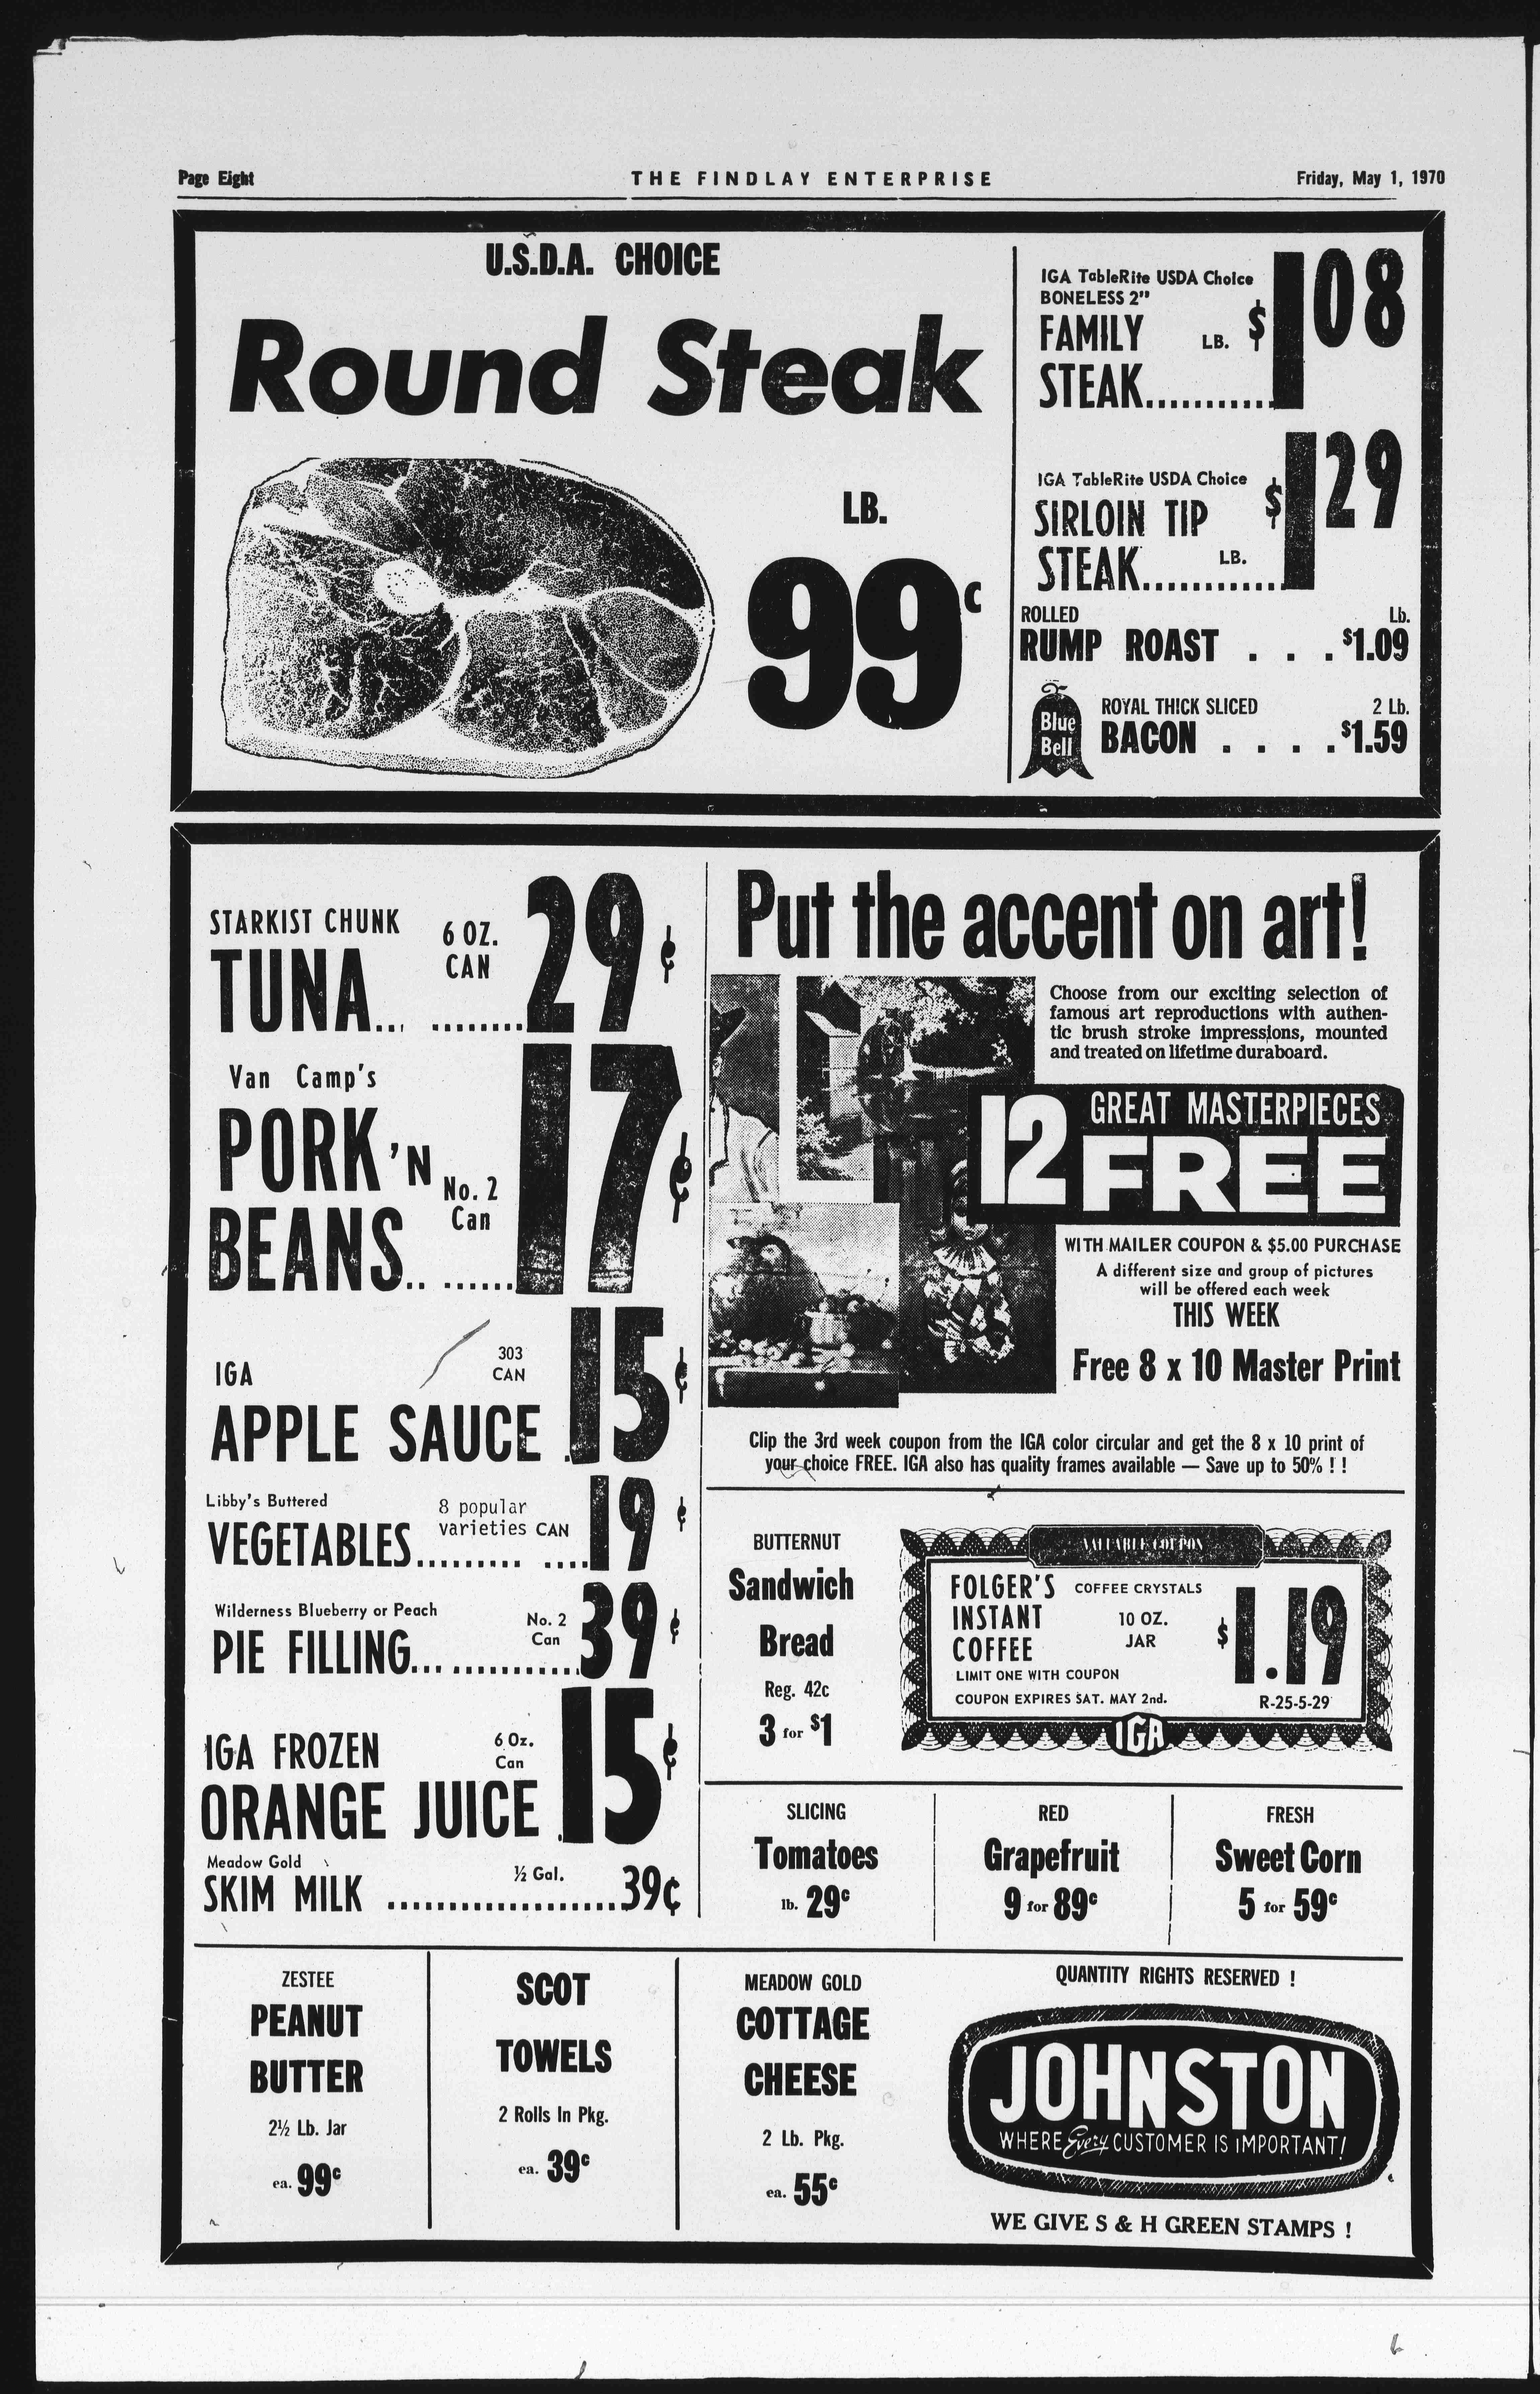 Page Eight
THE FINDLAY ENTERPRISE
Friday, May 1, 1970
U.S.D.A. CHOICE
Round Steak
LB.
99c
IGA TableRite USDA Choice
BONELESS 2"
FAMILY LB. $1 08
STEAK...........
IGA TableRite USDA Choice
SIRLOIN TIP $1 29
STEAK............ LB.
ROLLED Lb.
RUMP ROAST . . . $1.09
Blue
Bell
ROYAL THICK SLICED 2 Lb.
BACON . . . . $1.59
STARKIST CHUNK
6 OZ.
CAN
TUNA... ........ 29¢
Van Camp's
PORK 'N
No. 2
Can
BEANS.. ....... 17¢
IGA
303
CAN
APPLE SAUCE . 15¢
Libby's Buttered
8 popular
varieties CAN
VEGETABLES......... .... 19¢
Wilderness Blueberry or Peach
No. 2
Can
PIE FILLING... ............ 39¢
IGA FROZEN
6 Oz.
Can
ORANGE JUICE . 15¢
Meadow Gold
½ Gal.
SKIM MILK .................... 39¢
Put the accent on art!
Choose from our exciting selection of
famous art reproductions with authen-
tic brush stroke impressions, mounted
and treated on lifetime duraboard.
12 GREAT MASTERPIECES
FREE
WITH MAILER COUPON & $5.00 PURCHASE
A different size and group of pictures
will be offered each week
THIS WEEK
Free 8 x 10 Master Print
Clip the 3rd week coupon from the IGA color circular and get the 8 x 10 print of
your choice FREE. IGA also has quality frames available — Save up to 50% ! !
BUTTERNUT
Sandwich
Bread
Reg. 42c
3 for $1
VALUABLE COUPON
FOLGER'S COFFEE CRYSTALS
INSTANT 10 OZ.
COFFEE JAR
$1.19
LIMIT ONE WITH COUPON
COUPON EXPIRES SAT. MAY 2nd. R-25-5-29
IGA
SLICING
Tomatoes
lb. 29c
RED
Grapefruit
9 for 89c
FRESH
Sweet Corn
5 for 59c
ZESTEE
PEANUT
BUTTER
2½ Lb. Jar
ea. 99c
SCOT
TOWELS
2 Rolls In Pkg.
ea. 39c
MEADOW GOLD
COTTAGE
CHEESE
2 Lb. Pkg.
ea. 55c
QUANTITY RIGHTS RESERVED !
JOHNSTON
WHERE Every CUSTOMER IS IMPORTANT!
WE GIVE S & H GREEN STAMPS !